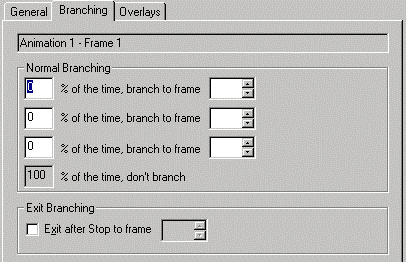 General Branching Overlays
Animation 1 - Frame 1
Normal Branching
0 % of the time, branch to frame
0 % of the time, branch to frame
0 % of the time, branch to frame
100 % of the time, don't branch
Exit Branching
Exit after Stop to frame